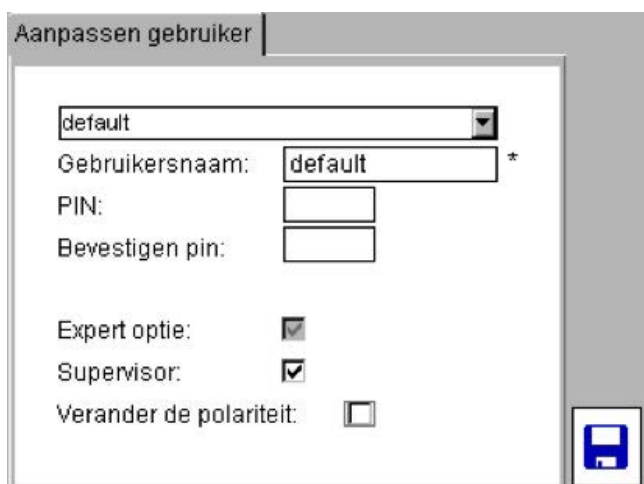 Aanpassen gebruiker
default
Gebruikersnaam: default *
PIN:
Bevestigen pin:
Expert optie:
Supervisor:
Verander de polariteit: